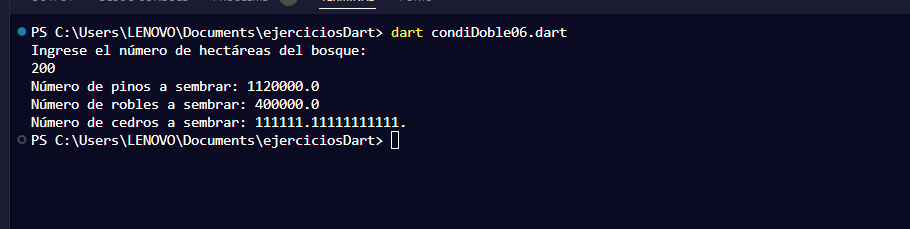 PS C:\Users\LENOVO\Documents\ejerciciosDart> dart condiDoble06.dart
Ingrese el número de hectáreas del bosque:
200
Número de pinos a sembrar: 1120000.0
Número de robles a sembrar: 400000.0
Número de cedros a sembrar: 111111.11111111111.
PS C:\Users\LENOVO\Documents\ejerciciosDart>